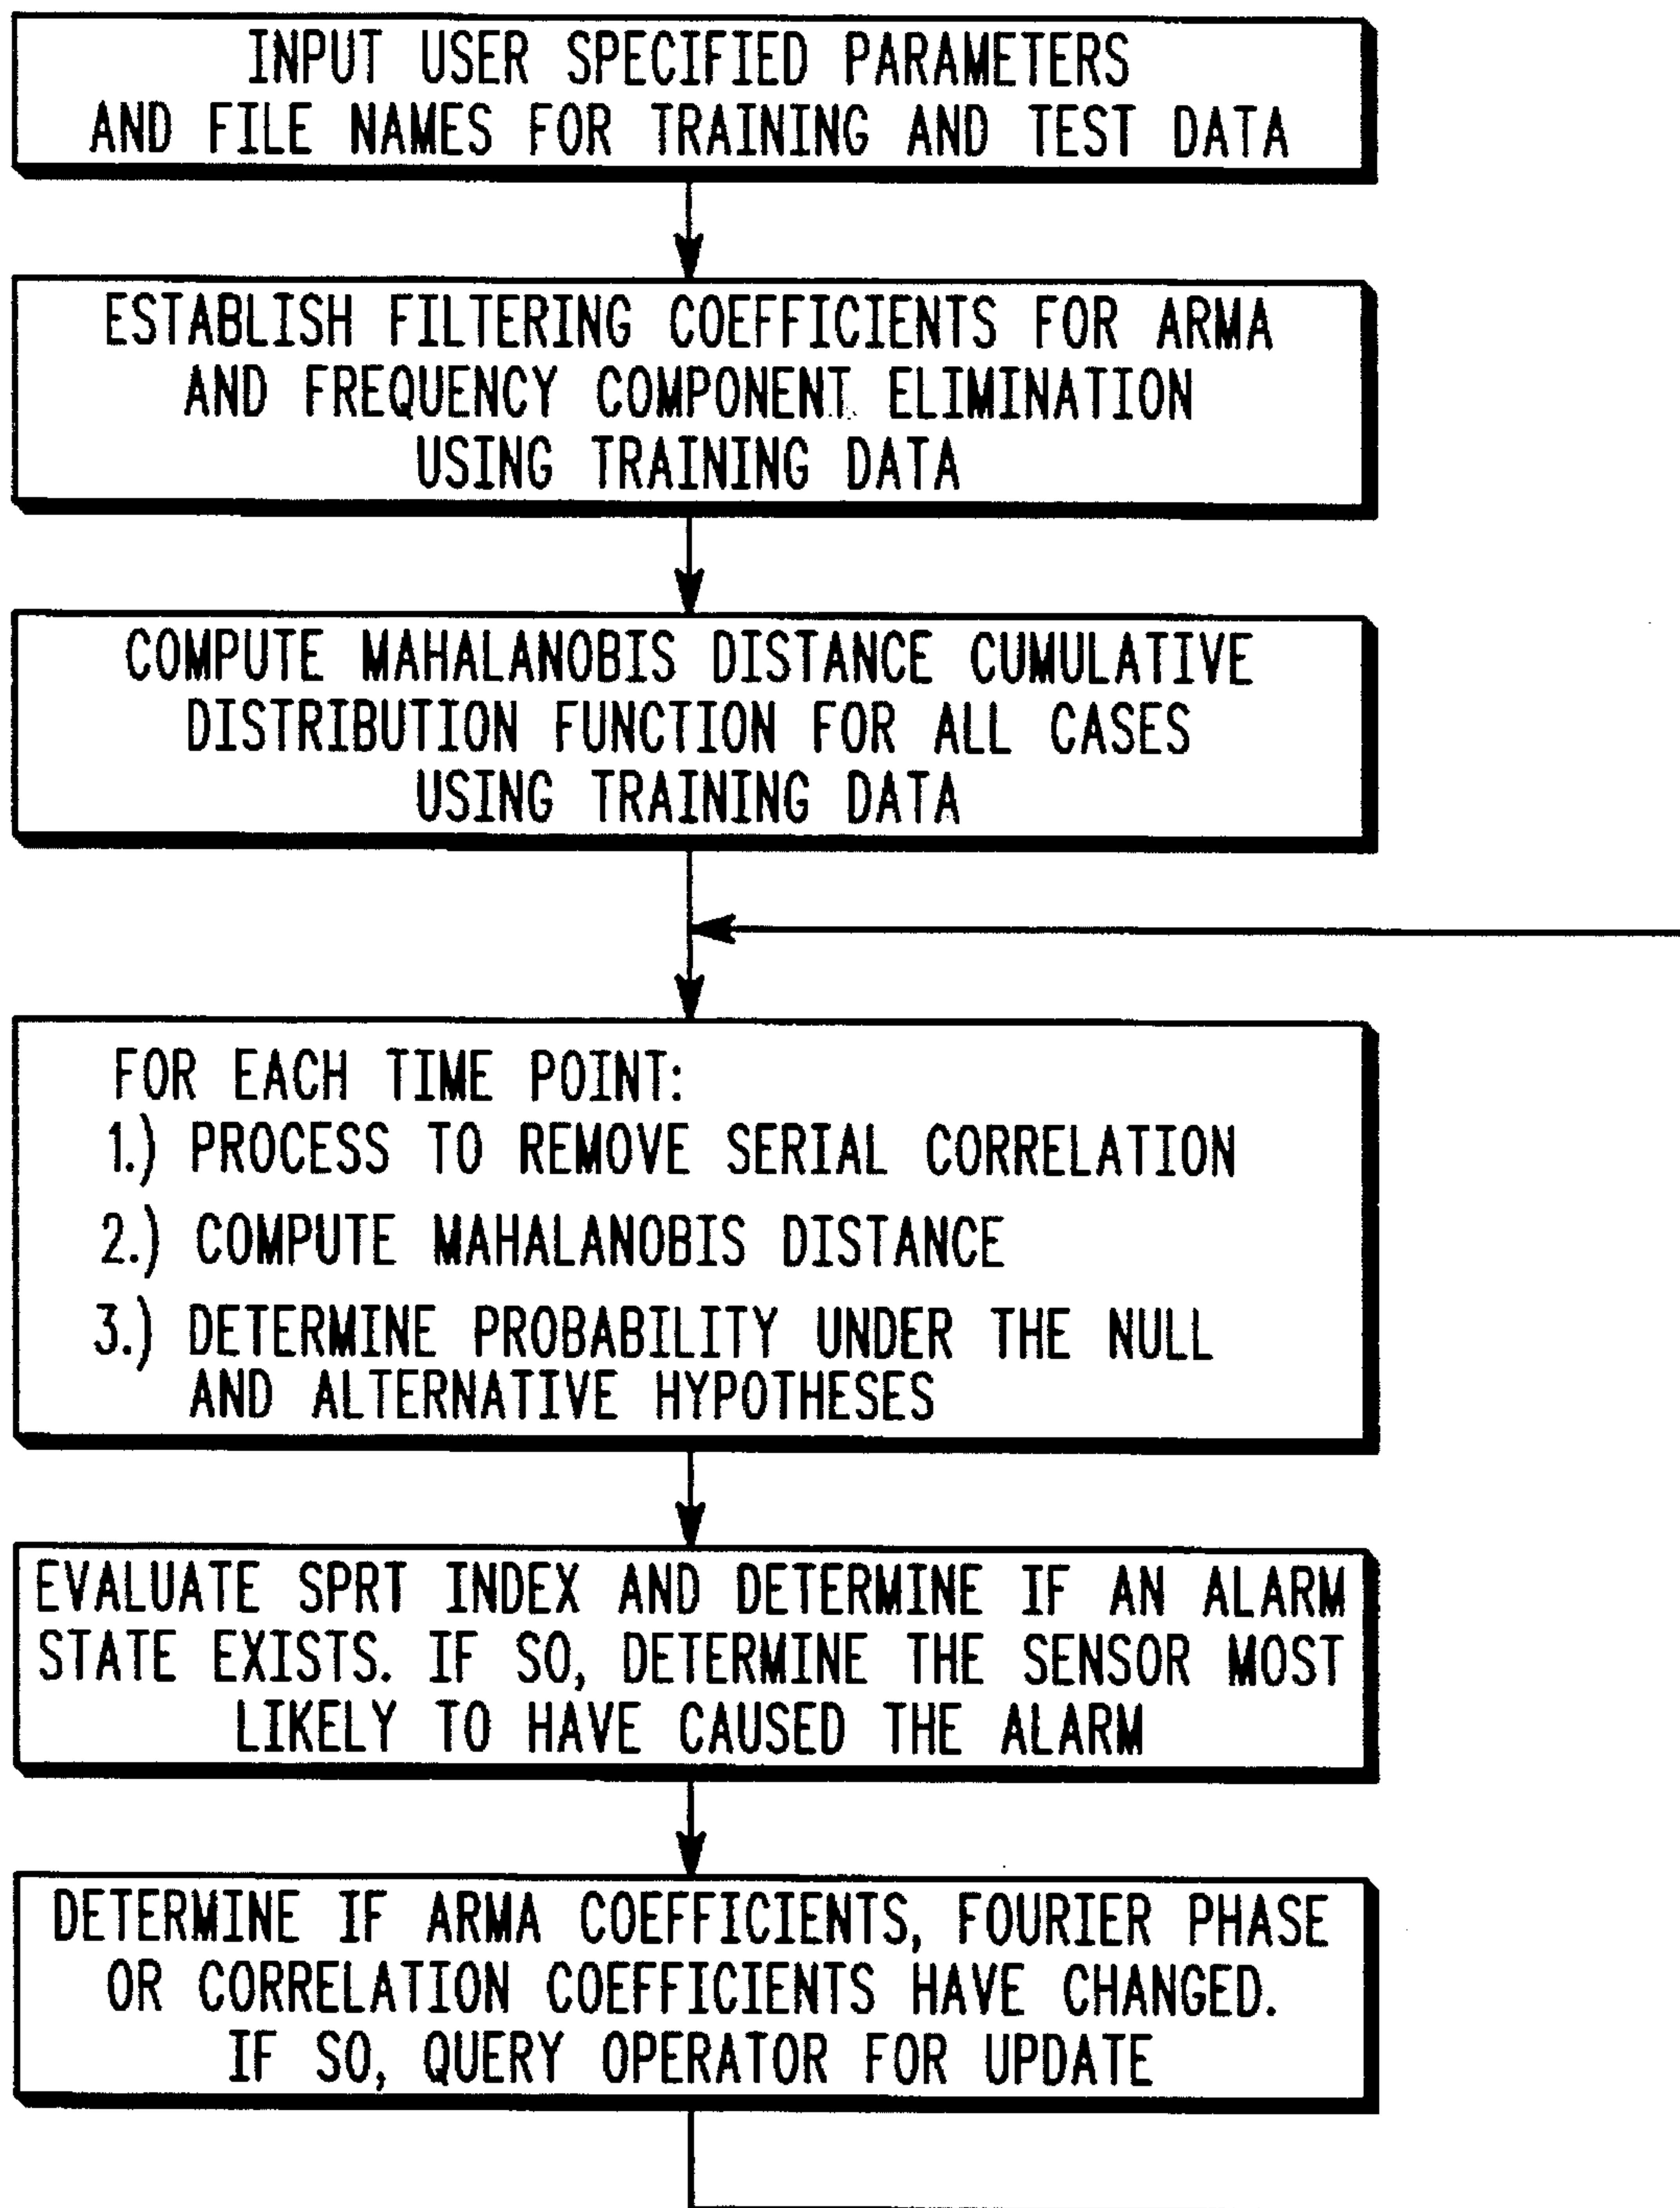 INPUT USER SPECIFIED PARAMETERS
AND FILE NAMES FOR TRAINING AND TEST DATA
ESTABLISH FILTERING COEFFICIENTS FOR ARMA
AND FREQUENCY COMPONENT ELIMINATION
USING TRAINING DATA
COMPUTE MAHALANOBIS DISTANCE CUMULATIVE
DISTRIBUTION FUNCTION FOR ALL CASES
USING TRAINING DATA
FOR EACH TIME POINT:
1.) PROCESS TO REMOVE SERIAL CORRELATION
2.) COMPUTE MAHALANOBIS DISTANCE
3.) DETERMINE PROBABILITY UNDER THE NULL
AND ALTERNATIVE HYPOTHESES
EVALUATE SPRT INDEX AND DETERMINE IF AN ALARM
STATE EXISTS. IF SO, DETERMINE THE SENSOR MOST
LIKELY TO HAVE CAUSED THE ALARM
DETERMINE IF ARMA COEFFICIENTS, FOURIER PHASE
OR CORRELATION COEFFICIENTS HAVE CHANGED.
IF SO, QUERY OPERATOR FOR UPDATE